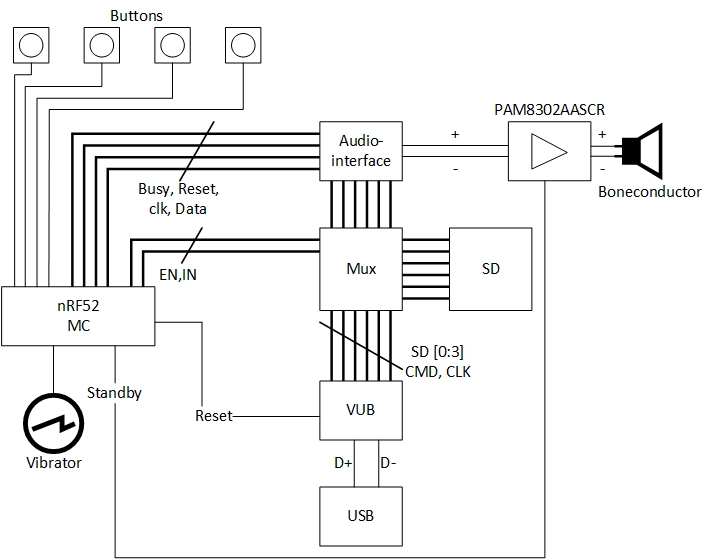 Buttons
PAM8302AASCR
Audio-
interface
+
-
+
-
Boneconductor
Busy, Reset,
clk, Data
EN,IN
Mux
SD
nRF52
MC
SD [0:3]
CMD, CLK
Standby
Reset
VUB
Vibrator
D+
D-
USB